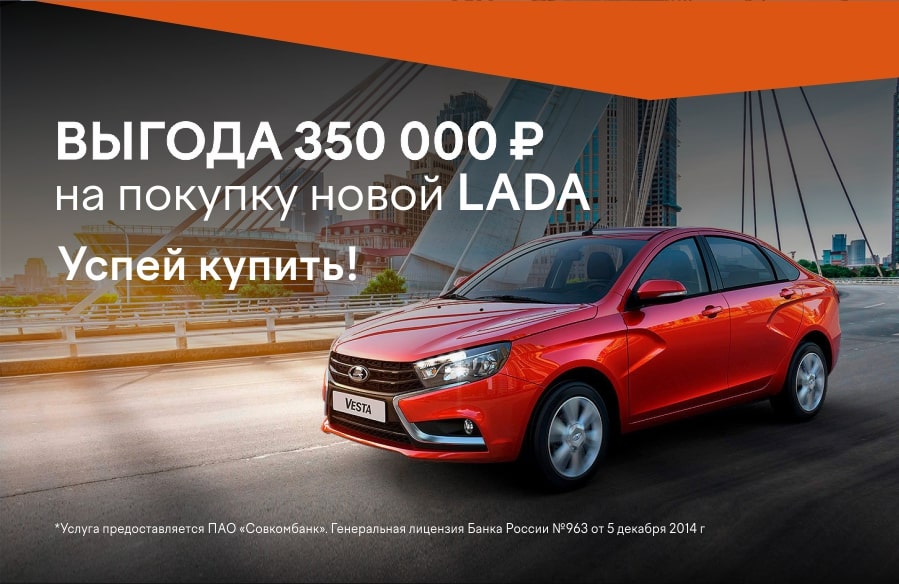 ВЫГОДА 350 000 ₽
на покупку новой LADA
Успей купить!
VESTA
*Услуга предоставляется ПАО «Совкомбанк». Генеральная лицензия Банка России №963 от 5 декабря 2014 г